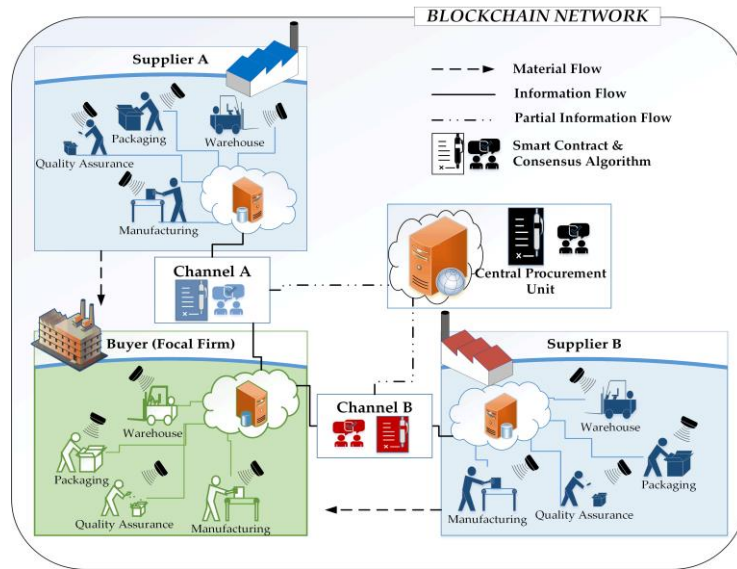 BLOCKCHAIN NETWORK
Supplier A
Packaging
Warehouse
Quality Assurance
Manufacturing
Material Flow
Information Flow
Partial Information Flow
Smart Contract &
Consensus Algorithm
Channel A
Central Procurement
Unit
Buyer (Focal Firm)
Warehouse
Packaging
Quality Assurance
Manufacturing
Channel B
Supplier B
Warehouse
Packaging
Manufacturing
Quality Assurance